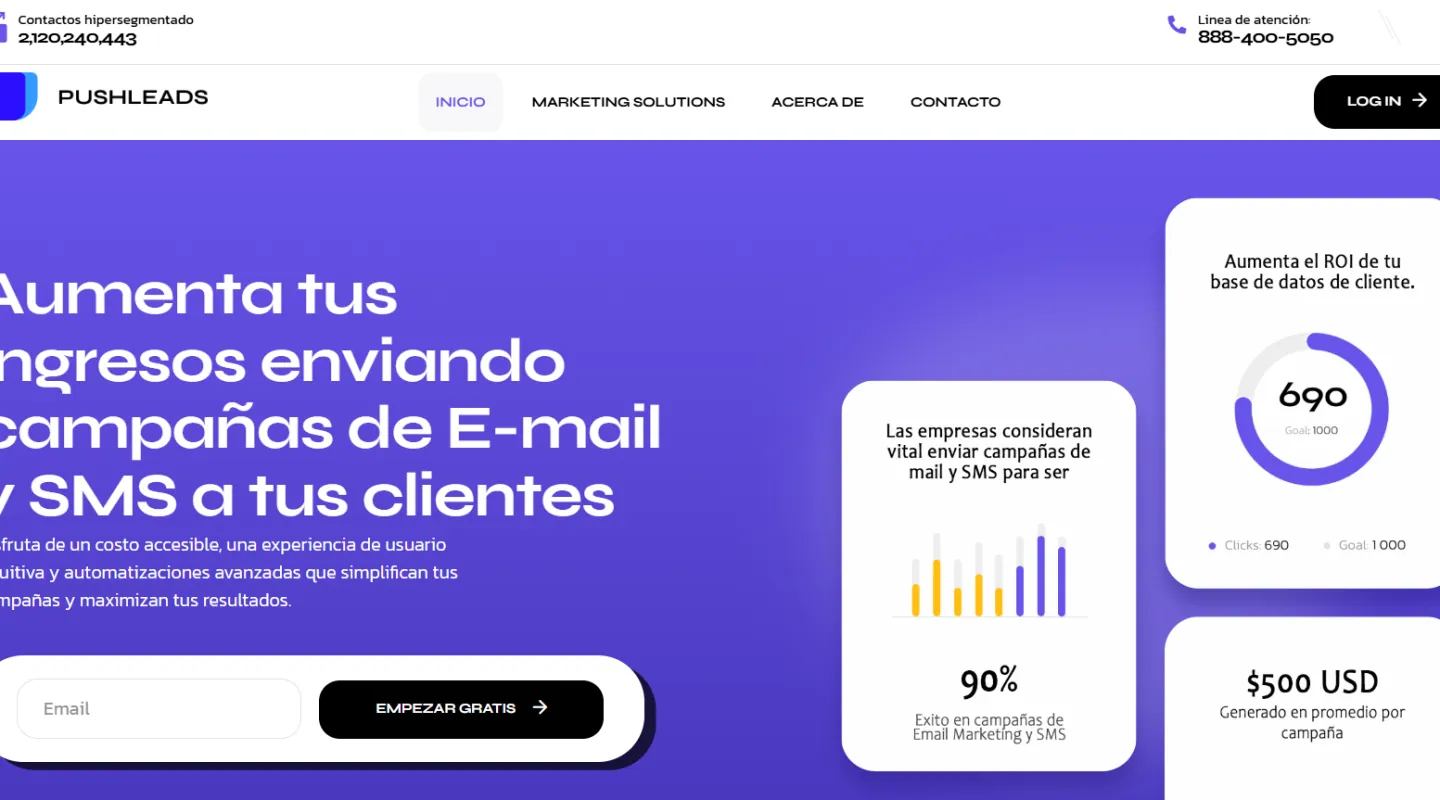 Contactos hipersegmentado
2,120,240,443
Linea de atención:
888-400-5050
PUSHLEADS
INICIO
MARKETING SOLUTIONS
ACERCA DE
CONTACTO
LOG IN
Aumenta tus
ngresos enviando
campañas de E-mail
y SMS a tus clientes
sfruta de un costo accesible, una experiencia de usuario
uitiva y automatizaciones avanzadas que simplifican tus
mpañas y maximizan tus resultados.
Email
EMPEZAR GRATIS
Las empresas consideran
vital enviar campañas de
mail y SMS para ser
90%
Exito en campañas de
Email Marketing y SMS
Aumenta el ROI de tu
base de datos de cliente.
690
Goal: 1000
Clicks: 690
Goal: 1 000
$500 USD
Generado en promedio por
campaña